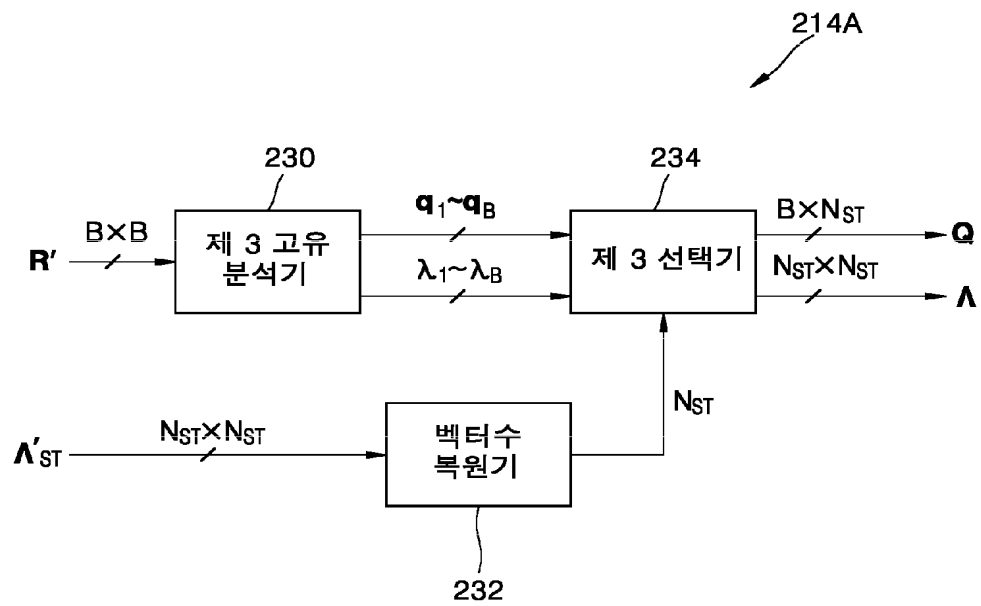 214A
230
234
R′
B×B
제 3 고유
분석기
q₁~qB
λ₁~λB
제 3 선택기
B×NST
Q
NST×NST
Λ
NST
Λ′ST
NST×NST
벡터수
복원기
232